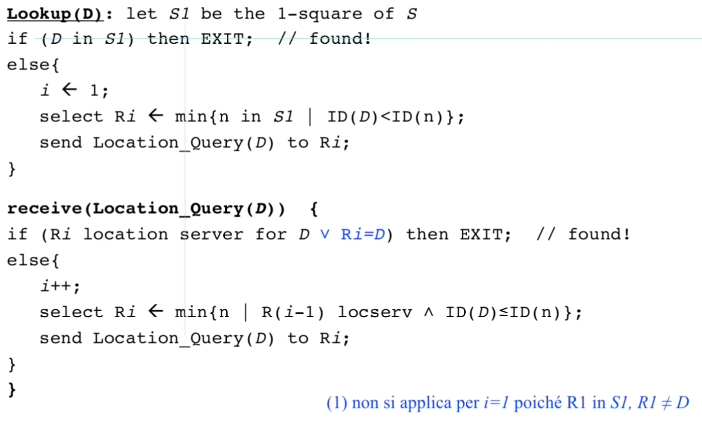 Lookup(D): let S1 be the 1-square of S
if (D in S1) then EXIT;  // found!
else{
i ← 1;
select Ri ← min{n in S1 | ID(D)<ID(n)};
send Location_Query(D) to Ri;
}
receive(Location_Query(D))  {
if (Ri location server for D ∨ Ri=D) then EXIT;  // found!
else{
i++;
select Ri ← min{n | R(i-1) locserv ∧ ID(D)≤ID(n)};
send Location_Query(D) to Ri;
}
}
(1) non si applica per i=1 poiché R1 in S1, R1 ≠ D